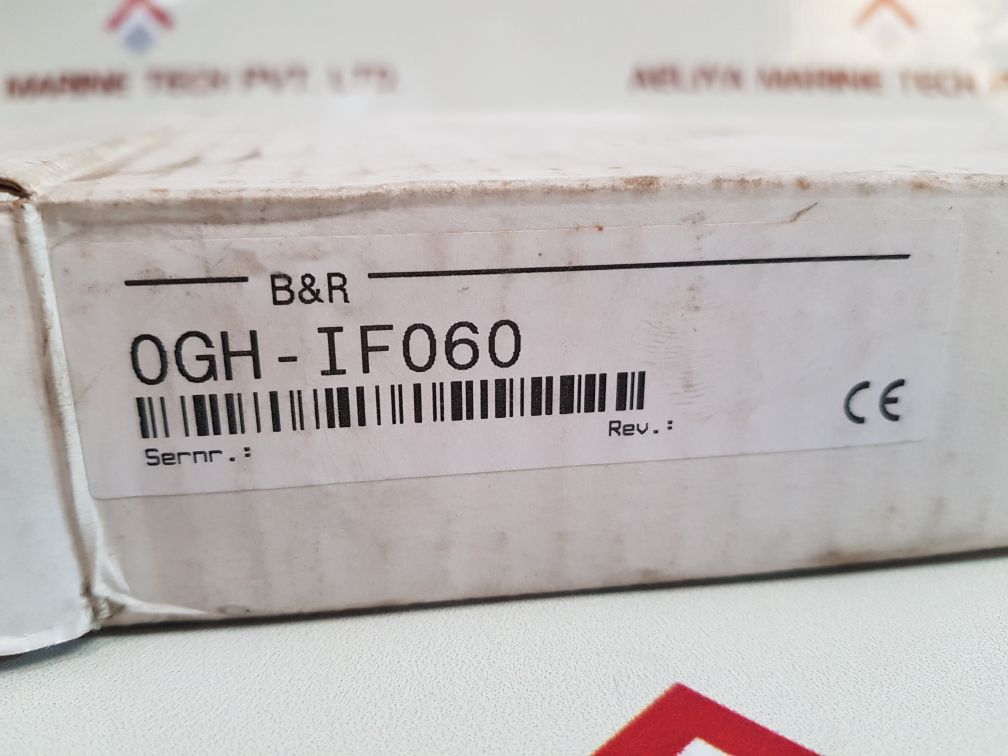 MARINE TECH PVT. LTD
AELIYA MARINE TECH
B&R
0GH-IF060
Sernr.:
Rev.:
CE